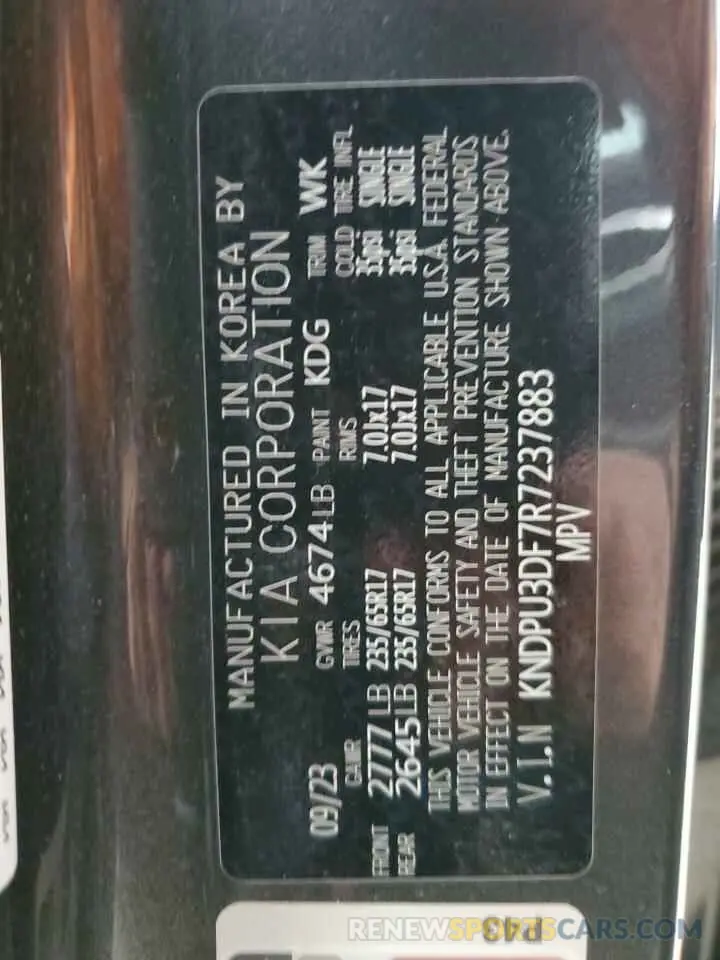 MANUFACTURED IN KOREA BY
KIA CORPORATION
09/23 GVWR 4674LB PAINT KDG TRIM WK
GAWR TIRES RIMS COLD TIRE INFL
FRONT 2777LB 235/65R17 7.0Jx17 35psi SINGLE
REAR 2645LB 235/65R17 7.0Jx17 35psi SINGLE
THIS VEHICLE CONFORMS TO ALL APPLICABLE U.S.A. FEDERAL
MOTOR VEHICLE SAFETY AND THEFT PREVENTION STANDARDS
IN EFFECT ON THE DATE OF MANUFACTURE SHOWN ABOVE.
V.I.N KNDPU3DF7R7237883
MPV
P43
RENEWSPORTSCARS.COM